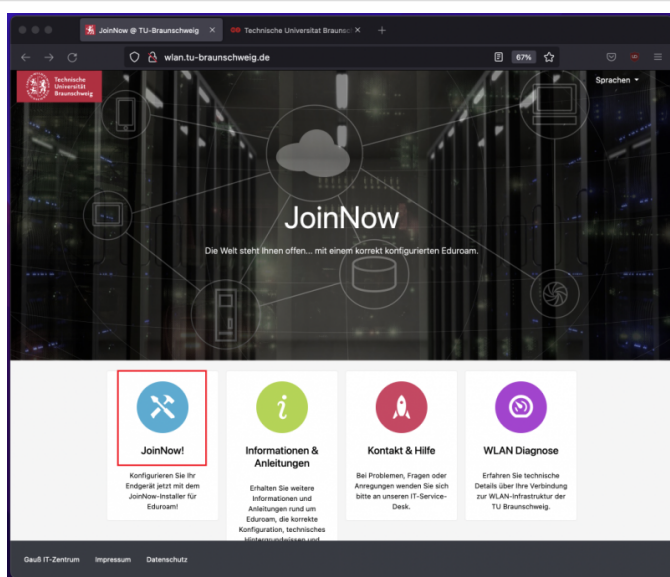 JoinNow @ TU-Braunschweig
Technische Universitat Braunsc
wlan.tu-braunschweig.de
67%
Technische
Universität
Braunschweig
Sprachen
JoinNow
Die Welt steht Ihnen offen... mit einem korrekt konfigurierten Eduroam.
JoinNow!
Konfigurieren Sie Ihr
Endgerät jetzt mit dem
JoinNow-Installer für
Eduroam!
Informationen &
Anleitungen
Erhalten Sie weitere
Informationen und
Anleitungen rund um
Eduroam, die korrekte
Konfiguration, technisches
Hintergrundwissen und
Kontakt & Hilfe
Bei Problemen, Fragen oder
Anregungen wenden Sie sich
bitte an unseren IT-Service-
Desk.
WLAN Diagnose
Erfahren Sie technische
Details über Ihre Verbindung
zur WLAN-Infrastruktur der
TU Braunschweig.
Gauß IT-Zentrum
Impressum
Datenschutz